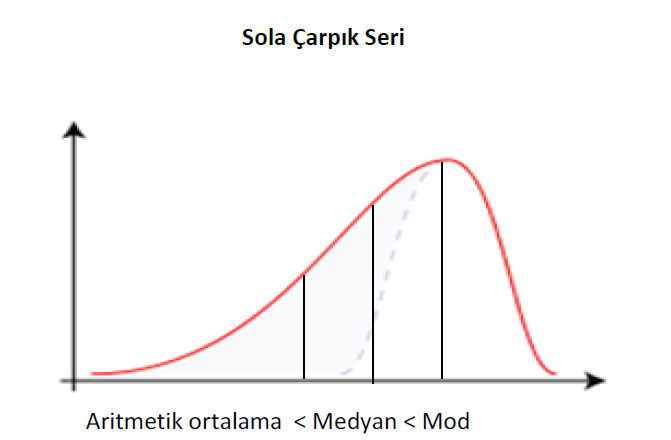 Sola Çarpık Seri
Aritmetik ortalama < Medyan < Mod